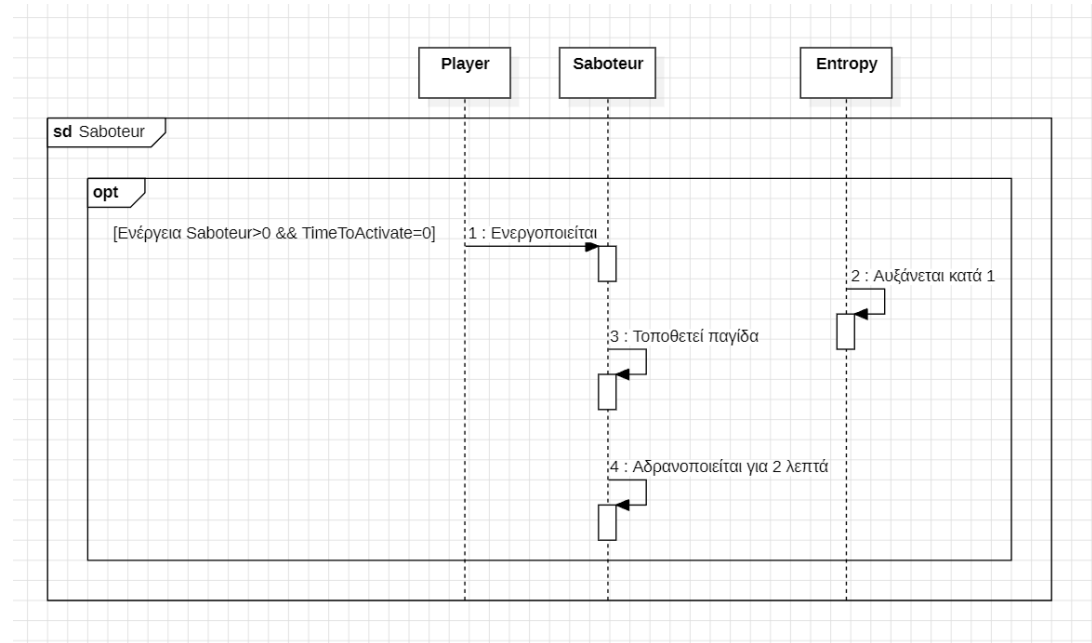 Player
Saboteur
Entropy
sd Saboteur
opt
[Ενέργεια Saboteur>0 && TimeToActivate=0]
1 : Ενεργοποιείται
2 : Αυξάνεται κατά 1
3 : Τοποθετεί παγίδα
4 : Αδρανοποιείται για 2 λεπτά